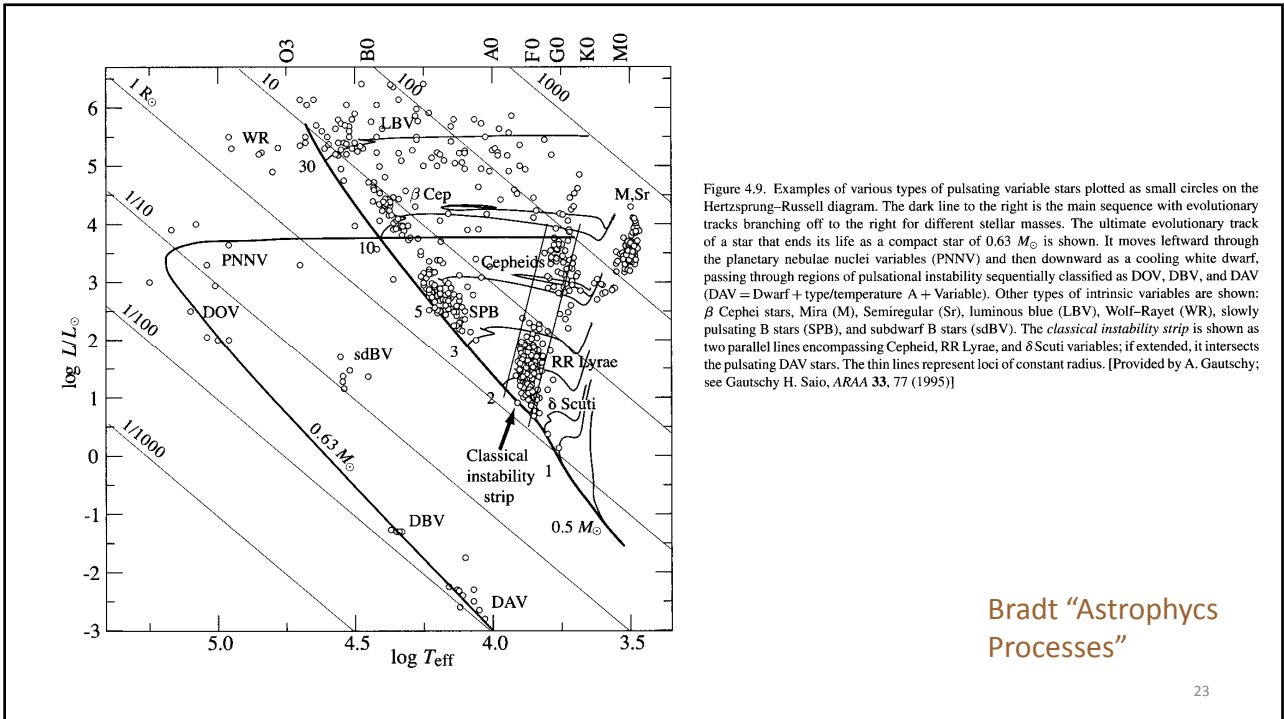 O3
B0
A0
F0
G0
K0
M0
1 R⊙
10
100
1000
6
WR
LBV
5
30
1/10
β Cep
M,Sr
4
10
PNNV
Cepheids
3
DOV
5
SPB
1/100
2
3
sdBV
RR Lyrae
log L/L⊙
1
2
δ Scuti
1/1000
0.63 M⊙
0
Classical
instability
strip
1
-1
DBV
0.5 M⊙
-2
DAV
-3
5.0
4.5
4.0
3.5
log Teff
Figure 4.9. Examples of various types of pulsating variable stars plotted as small circles on the
Hertzsprung–Russell diagram. The dark line to the right is the main sequence with evolutionary
tracks branching off to the right for different stellar masses. The ultimate evolutionary track
of a star that ends its life as a compact star of 0.63 M⊙ is shown. It moves leftward through
the planetary nebulae nuclei variables (PNNV) and then downward as a cooling white dwarf,
passing through regions of pulsational instability sequentially classified as DOV, DBV, and DAV
(DAV = Dwarf + type/temperature A + Variable). Other types of intrinsic variables are shown:
β Cephei stars, Mira (M), Semiregular (Sr), luminous blue (LBV), Wolf–Rayet (WR), slowly
pulsating B stars (SPB), and subdwarf B stars (sdBV). The classical instability strip is shown as
two parallel lines encompassing Cepheid, RR Lyrae, and δ Scuti variables; if extended, it intersects
the pulsating DAV stars. The thin lines represent loci of constant radius. [Provided by A. Gautschy;
see Gautschy H. Saio, ARAA 33, 77 (1995)]
Bradt “Astrophycs
Processes”
23